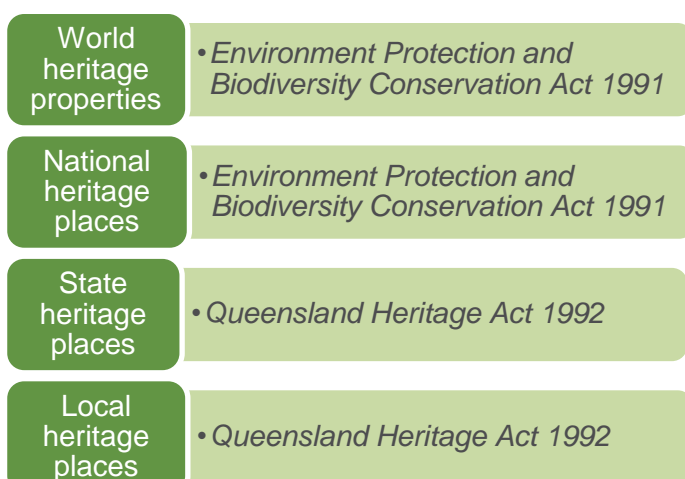 World
heritage
properties
• Environment Protection and
Biodiversity Conservation Act 1991
National
heritage
places
• Environment Protection and
Biodiversity Conservation Act 1991
State
heritage
places
• Queensland Heritage Act 1992
Local
heritage
places
• Queensland Heritage Act 1992